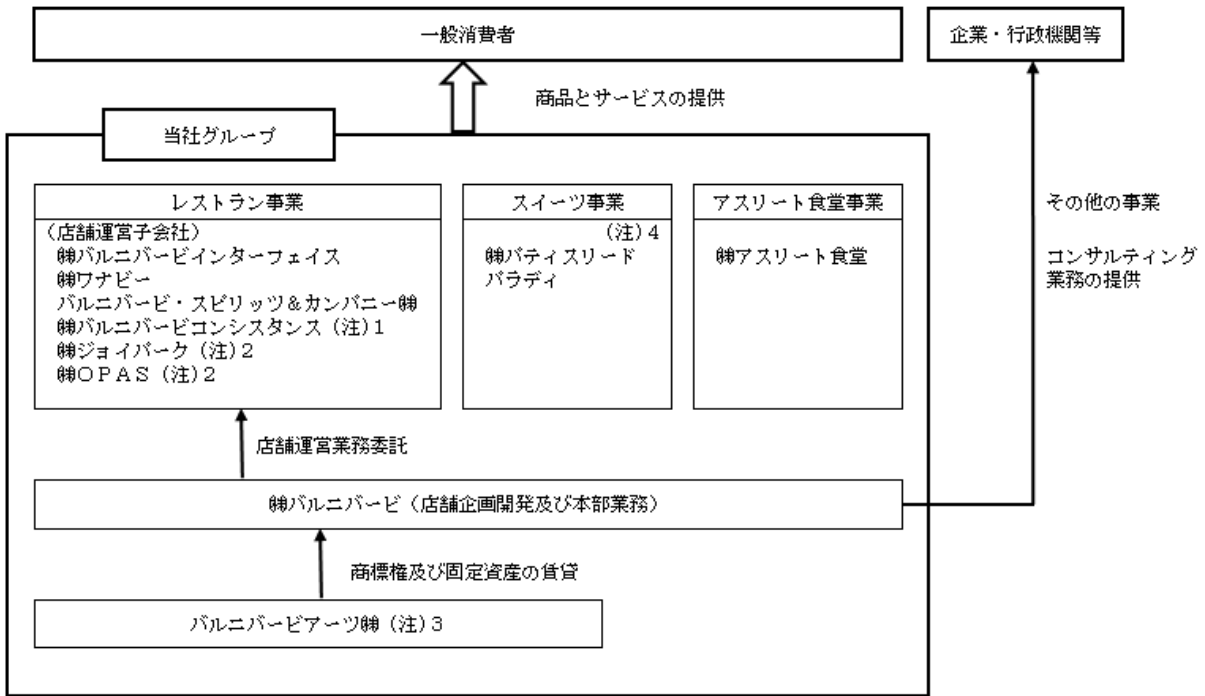 一般消費者
企業・行政機関等
商品とサービスの提供
当社グループ
レストラン事業
（店舗運営子会社）
㈱バルニバービインターフェイス
㈱ワナビー
バルニバービ・スピリッツ＆カンパニー㈱
㈱バルニバービコンシスタンス（注）１
㈱ジョイパーク（注）２
㈱ＯＰＡＳ（注）２
スイーツ事業
（注）４
㈱パティスリード
パラディ
アスリート食堂事業
㈱アスリート食堂
その他の事業
コンサルティング
業務の提供
店舗運営業務委託
㈱バルニバービ（店舗企画開発及び本部業務）
商標権及び固定資産の賃貸
バルニバービアーツ㈱（注）３